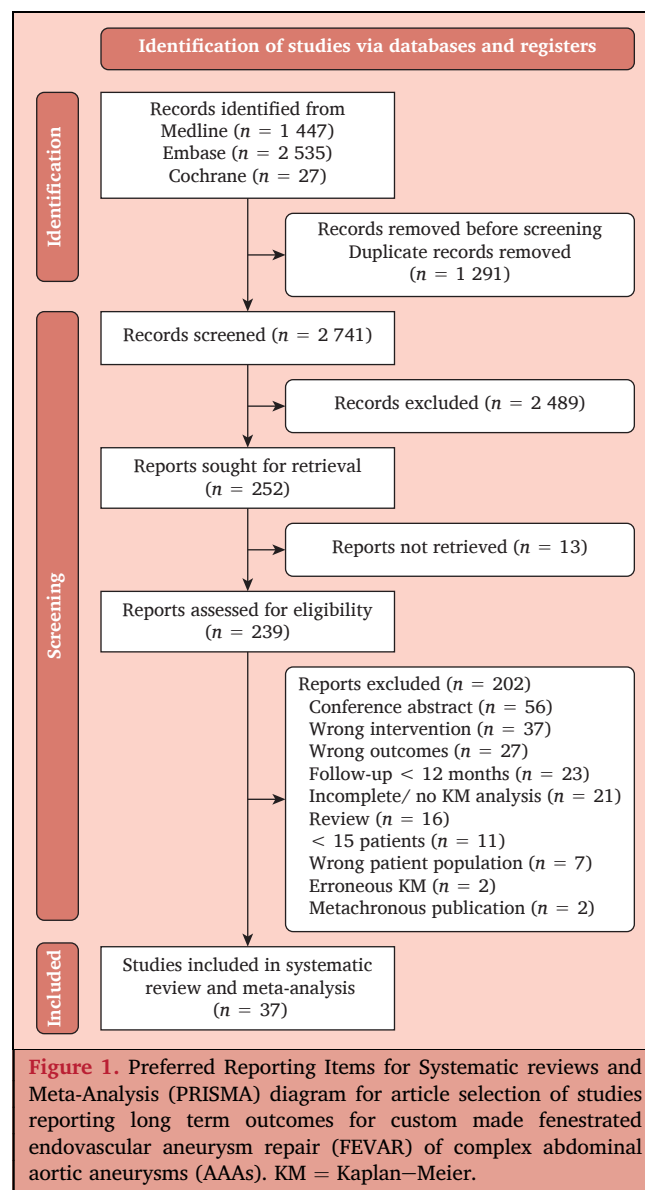 Identification of studies via databases and registers
Identification
Records identified from
Medline (n = 1 447)
Embase (n = 2 535)
Cochrane (n = 27)
Records removed before screening
Duplicate records removed
(n = 1 291)
Screening
Records screened (n = 2 741)
Records excluded (n = 2 489)
Reports sought for retrieval
(n = 252)
Reports not retrieved (n = 13)
Reports assessed for eligibility
(n = 239)
Reports excluded (n = 202)
Conference abstract (n = 56)
Wrong intervention (n = 37)
Wrong outcomes (n = 27)
Follow-up < 12 months (n = 23)
Incomplete/ no KM analysis (n = 21)
Review (n = 16)
< 15 patients (n = 11)
Wrong patient population (n = 7)
Erroneous KM (n = 2)
Metachronous publication (n = 2)
Included
Studies included in systematic
review and meta-analysis
(n = 37)
Figure 1. Preferred Reporting Items for Systematic reviews and
Meta-Analysis (PRISMA) diagram for article selection of studies
reporting long term outcomes for custom made fenestrated
endovascular aneurysm repair (FEVAR) of complex abdominal
aortic aneurysms (AAAs). KM = Kaplan–Meier.